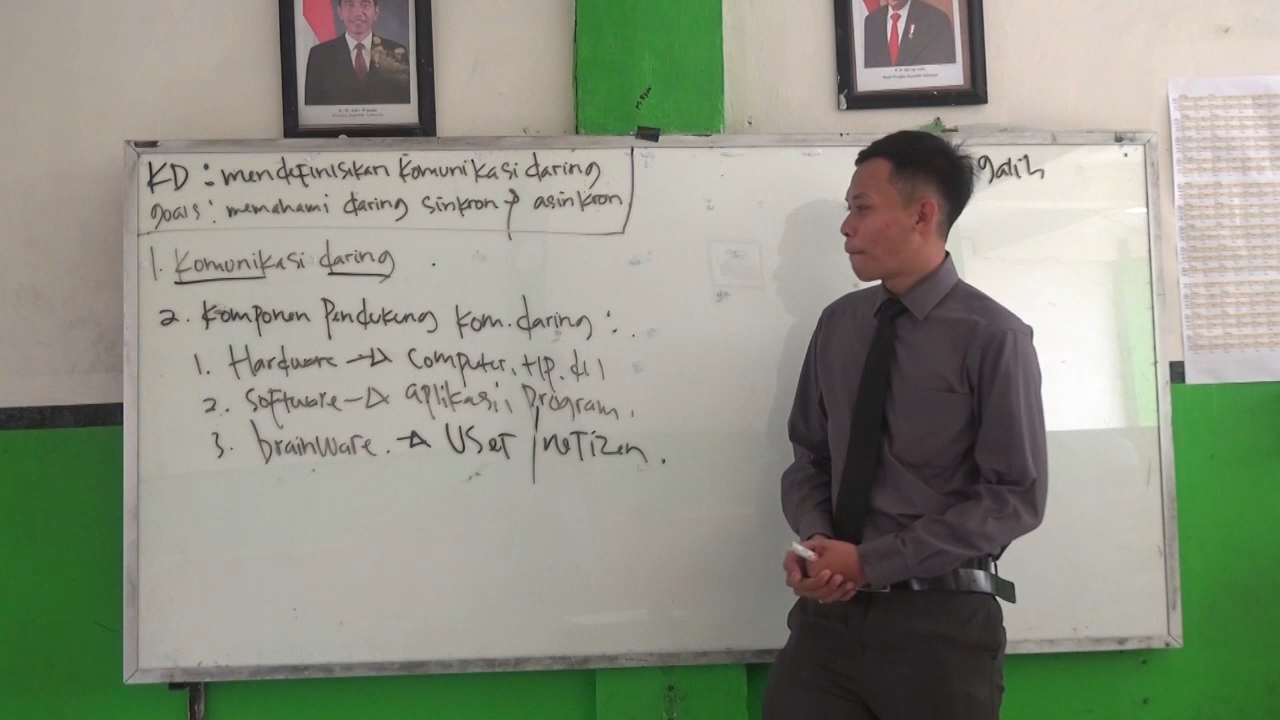 KD : mendefinisikan komunikasi daring
goals : memahami daring sinkron & asinkron
1. Komunikasi daring
2. Komponen Pendukung kom. daring :
1. Hardware → Computer, HP, dll
2. Software → aplikasi, Program,
3. brainware. → User / netizen.
galih